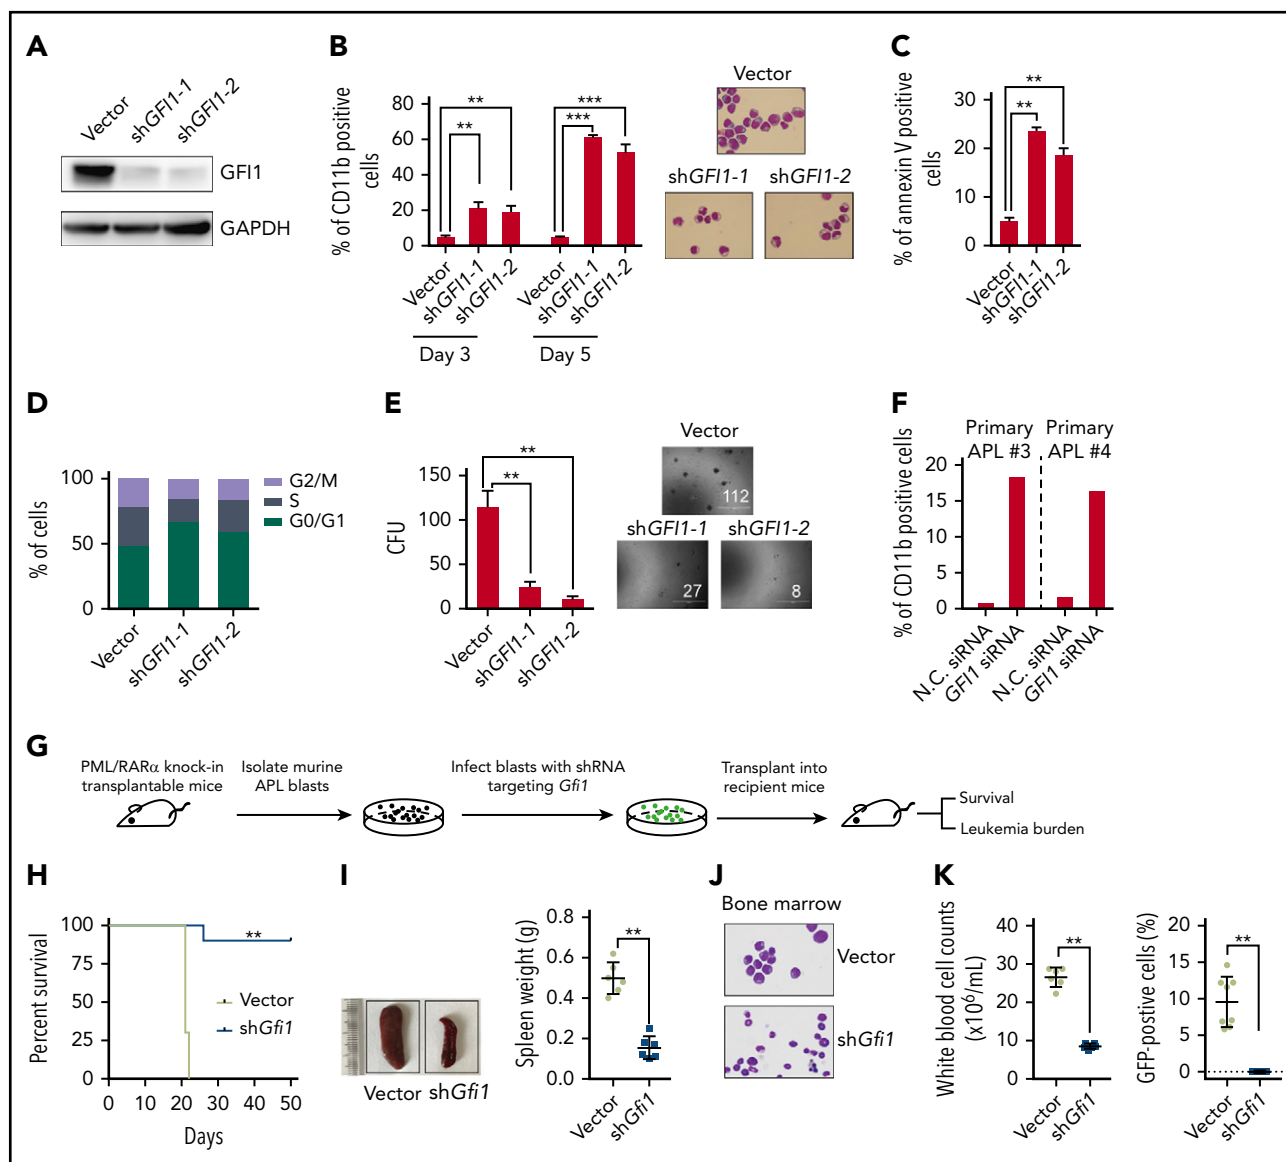 A
Vector
shGFI1-1
shGFI1-2
GFI1
GAPDH
B
% of CD11b positive
cells
80
60
40
20
0
**
**
***
***
Vector
shGFI1-1
shGFI1-2
Vector
shGFI1-1
shGFI1-2
Day 3
Day 5
Vector
shGFI1-1
shGFI1-2
C
% of annexin V positive
cells
30
20
10
0
**
**
Vector
shGFI1-1
shGFI1-2
D
% of cells
100
50
0
G2/M
S
G0/G1
Vector
shGFI1-1
shGFI1-2
E
CFU
150
100
50
0
**
**
Vector
shGFI1-1
shGFI1-2
Vector
112
shGFI1-1
shGFI1-2
27
8
F
% of CD11b positive cells
Primary
APL #3
Primary
APL #4
20
15
10
5
0
N.C. siRNA
GFI1 siRNA
N.C. siRNA
GFI1 siRNA
G
PML/RARα knock-in
transplantable mice
Isolate murine
APL blasts
Infect blasts with shRNA
targeting Gfi1
Transplant into
recipient mice
Survival
Leukemia burden
H
Percent survival
100
75
50
25
0
**
Vector
shGfi1
0 10 20 30 40 50
Days
I
Vector shGfi1
Spleen weight (g)
0.8
0.6
0.4
0.2
0.0
**
Vector
shGfi1
J
Bone marrow
Vector
shGfi1
K
White blood cell counts
(x10⁶/mL)
40
30
20
10
0
**
Vector
shGfi1
GFP-postive cells (%)
20
15
10
5
0
**
Vector
shGfi1